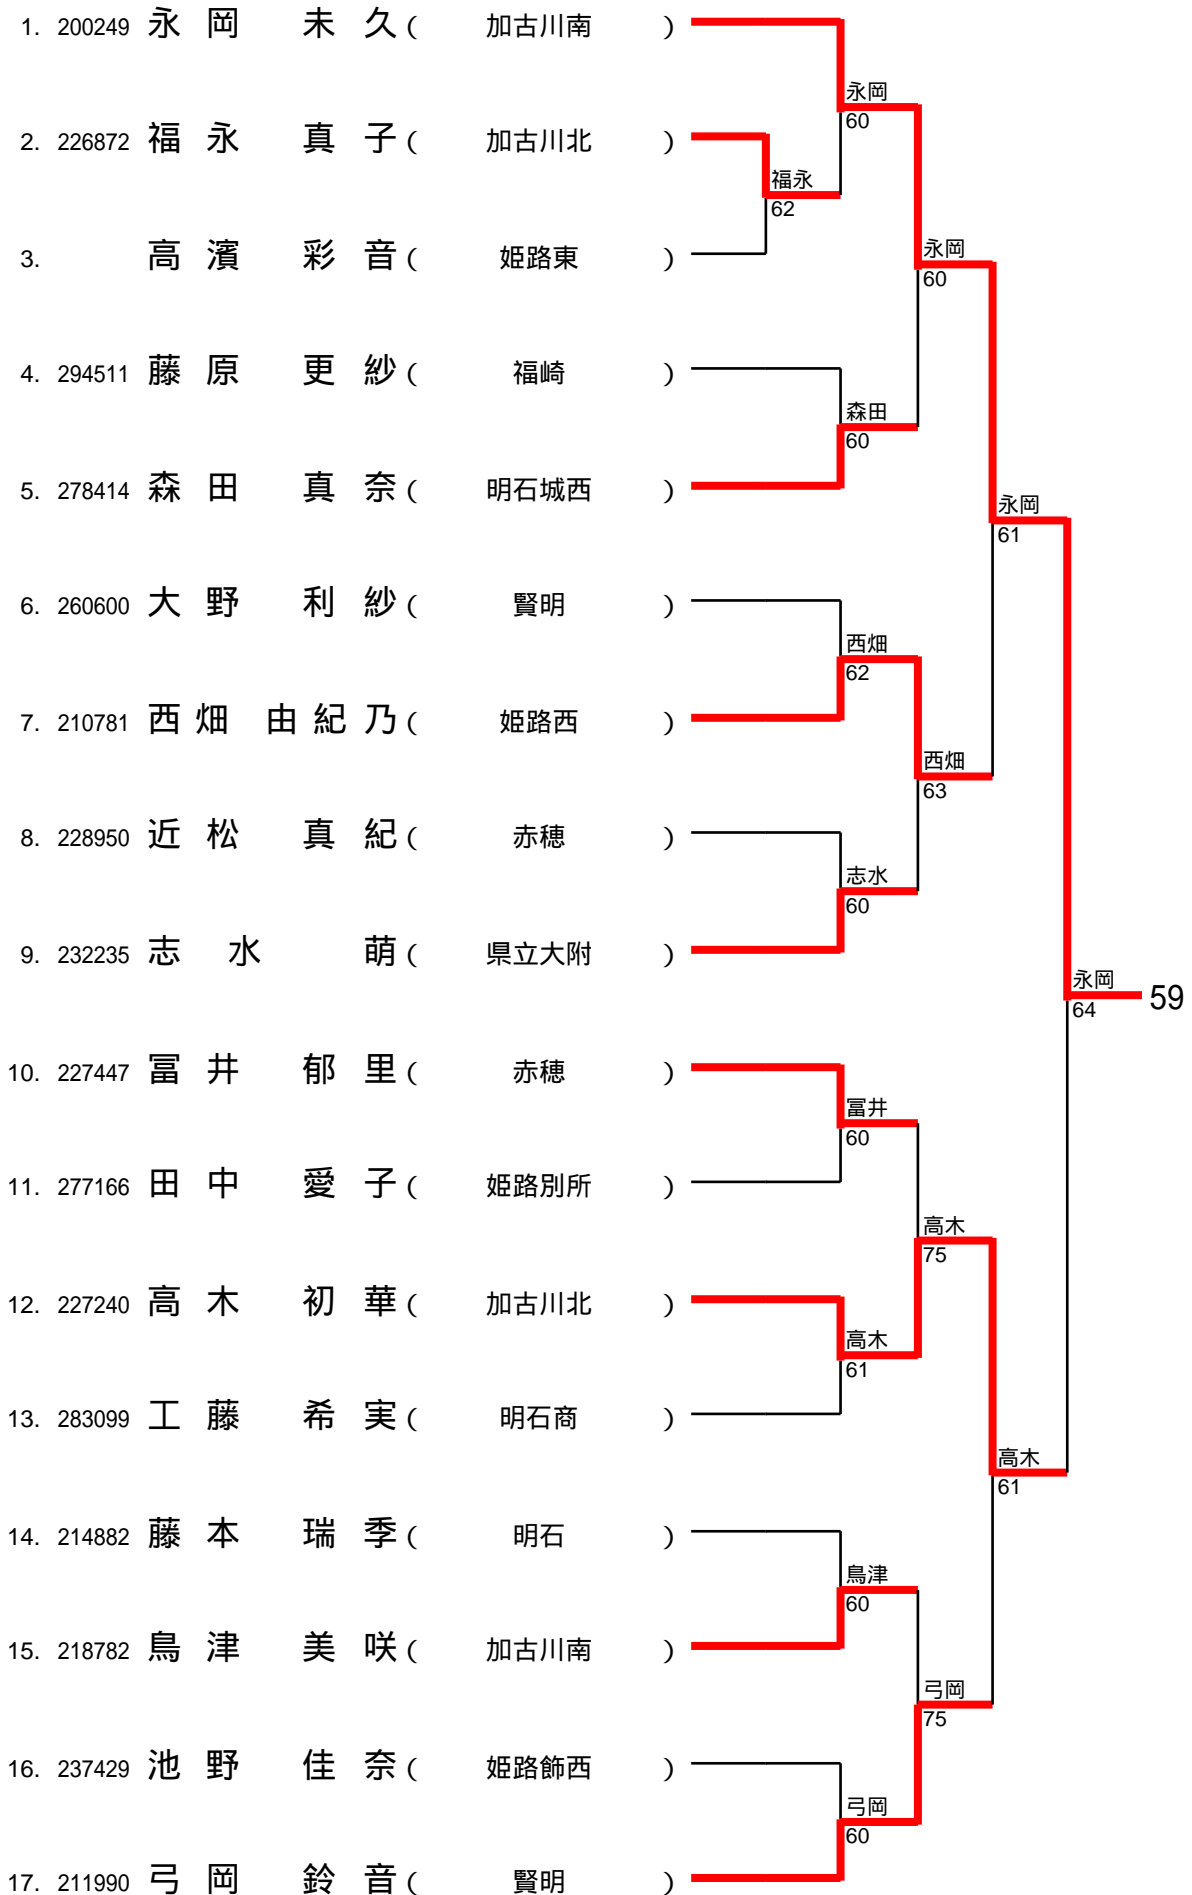 1. 200249 永岡 未久 ( 加古川南 )
永岡
60
2. 226872 福永 真子 ( 加古川北 )
福永
62
3. 高濱 彩音 ( 姫路東 )
永岡
60
4. 294511 藤原 更紗 ( 福崎 )
森田
60
5. 278414 森田 真奈 ( 明石城西 )
永岡
61
6. 260600 大野 利紗 ( 賢明 )
西畑
62
7. 210781 西畑 由紀乃 ( 姫路西 )
西畑
63
8. 228950 近松 真紀 ( 赤穂 )
志水
60
9. 232235 志水 萌 ( 県立大附 )
永岡
64
59
10. 227447 冨井 郁里 ( 赤穂 )
冨井
60
11. 277166 田中 愛子 ( 姫路別所 )
高木
75
12. 227240 高木 初華 ( 加古川北 )
高木
61
13. 283099 工藤 希実 ( 明石商 )
高木
61
14. 214882 藤本 瑞季 ( 明石 )
鳥津
60
15. 218782 鳥津 美咲 ( 加古川南 )
弓岡
75
16. 237429 池野 佳奈 ( 姫路飾西 )
弓岡
60
17. 211990 弓岡 鈴音 ( 賢明 )